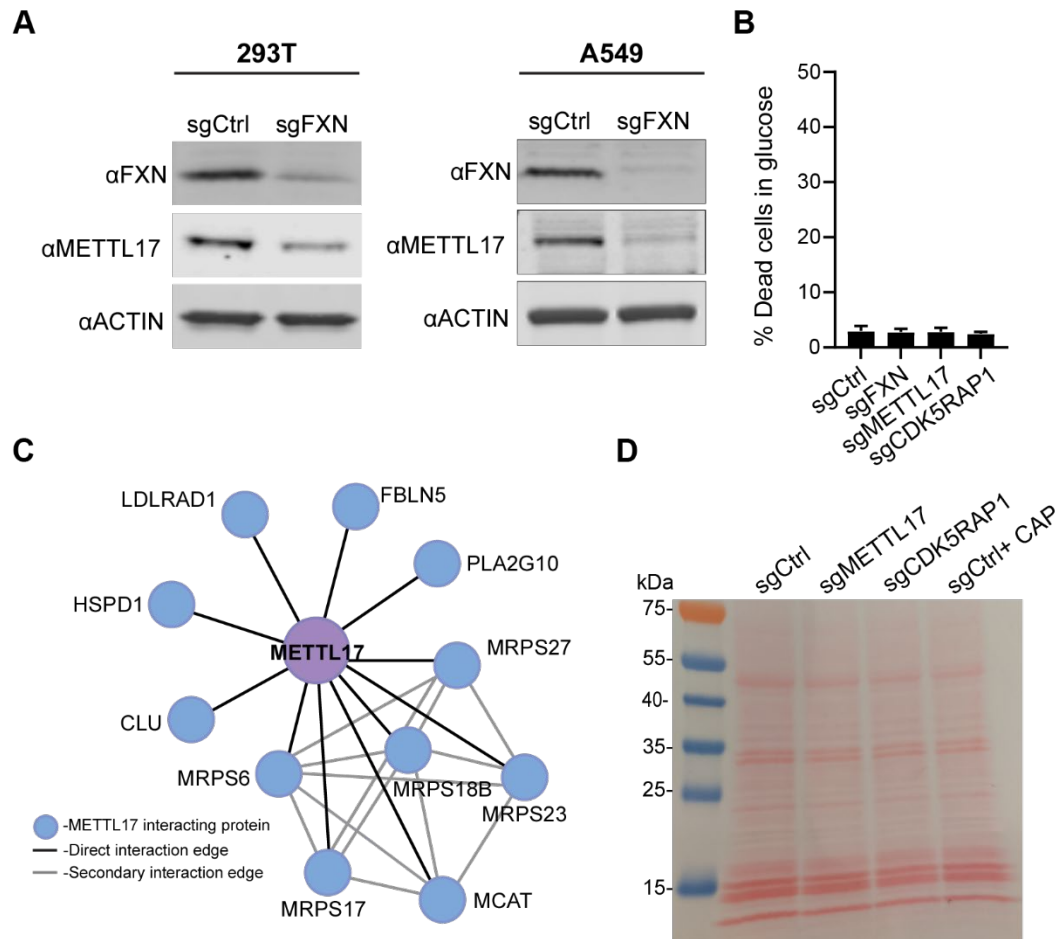 A
293T
sgCtrl sgFXN
αFXN
αMETTL17
αACTIN
A549
sgCtrl sgFXN
αFXN
αMETTL17
αACTIN
B
% Dead cells in glucose
50
40
30
20
10
0
sgCtrl
sgFXN
sgMETTL17
sgCDK5RAP1
C
LDLRAD1
FBLN5
PLA2G10
HSPD1
METTL17
MRPS27
CLU
MRPS6
MRPS18B
MRPS23
MRPS17
MCAT
-METTL17 interacting protein
-Direct interaction edge
-Secondary interaction edge
D
sgCtrl
sgMETTL17
sgCDK5RAP1
sgCtrl+ CAP
kDa
75-
55-
40-
35-
25-
15-